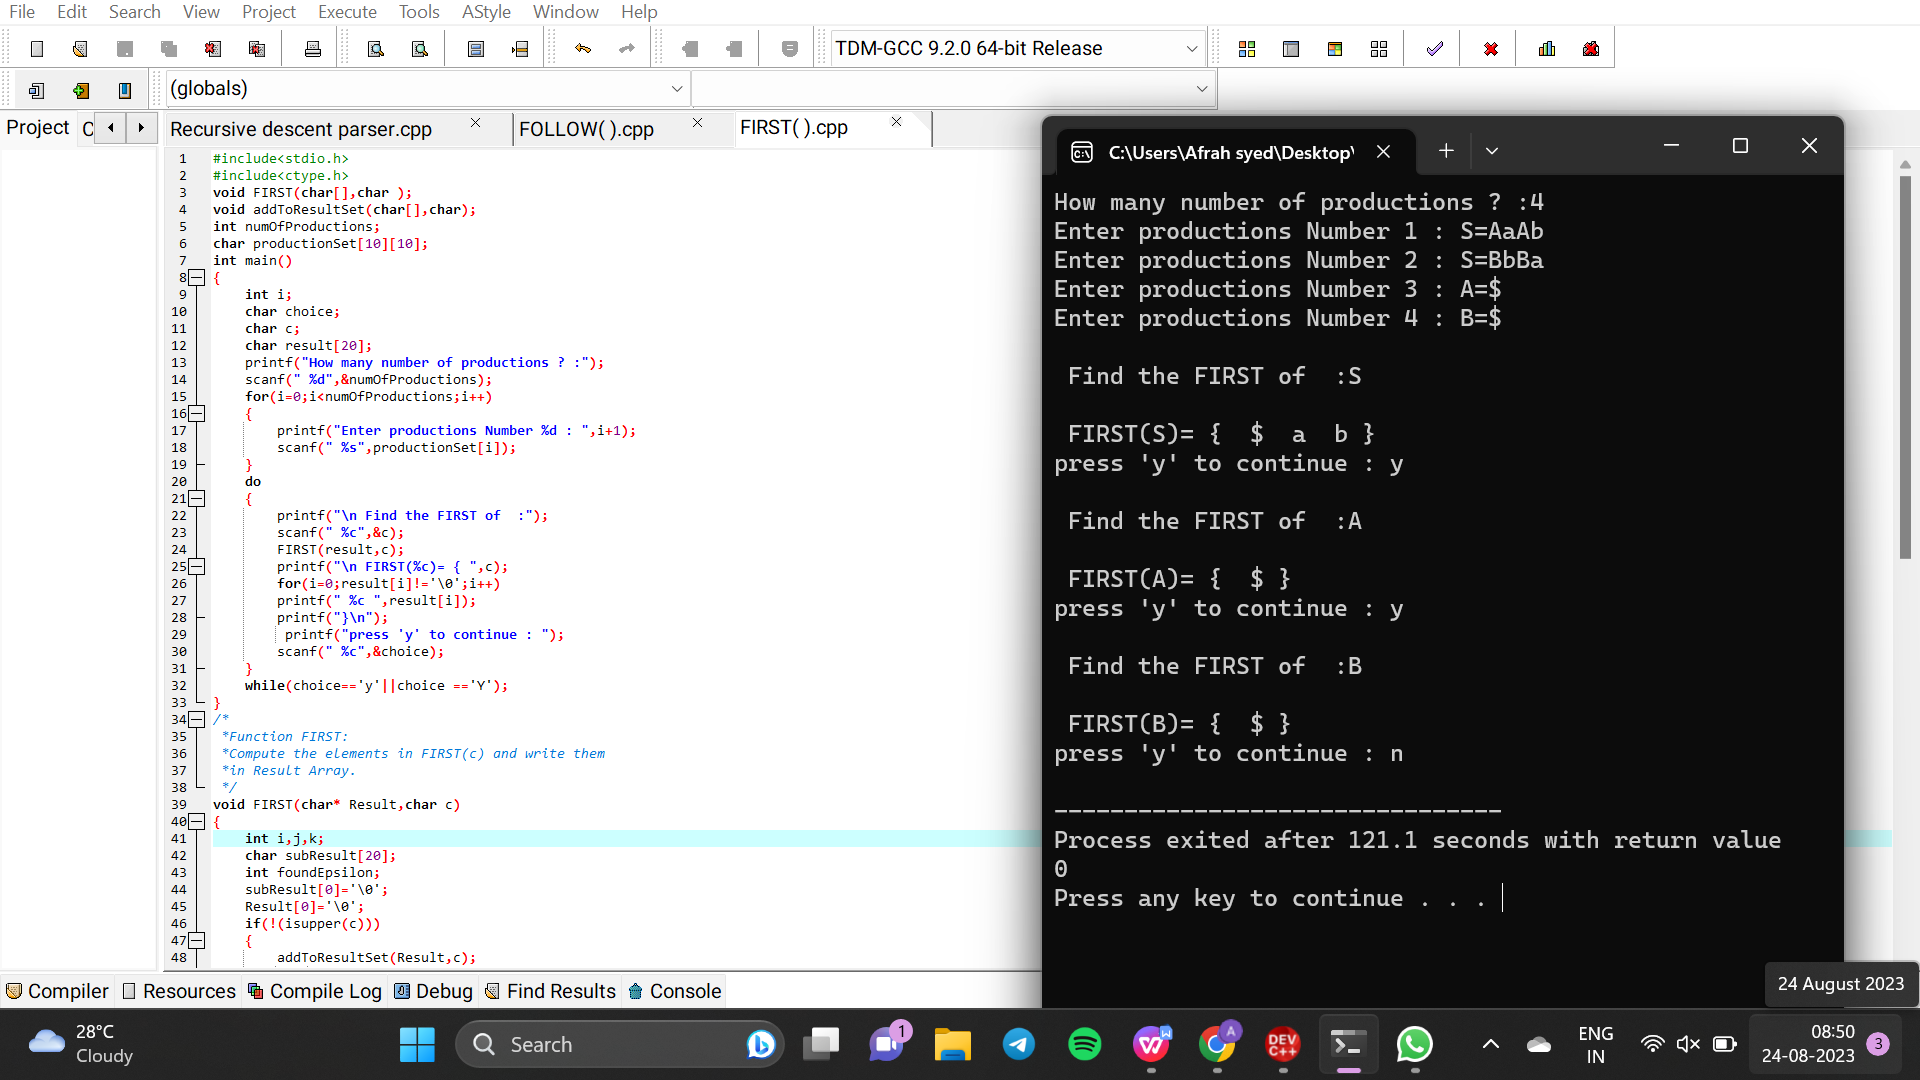 File Edit Search View Project Execute Tools AStyle Window Help
TDM-GCC 9.2.0 64-bit Release
(globals)
Project C
Recursive descent parser.cpp FOLLOW( ).cpp FIRST( ).cpp
1 #include<stdio.h>
2 #include<ctype.h>
3 void FIRST(char[],char );
4 void addToResultSet(char[],char);
5 int numOfProductions;
6 char productionSet[10][10];
7 int main()
8 {
9 int i;
10 char choice;
11 char c;
12 char result[20];
13 printf("How many number of productions ? :");
14 scanf(" %d",&numOfProductions);
15 for(i=0;i<numOfProductions;i++)
16 {
17 printf("Enter productions Number %d : ",i+1);
18 scanf(" %s",productionSet[i]);
19 }
20 do
21 {
22 printf("\n Find the FIRST of  :");
23 scanf(" %c",&c);
24 FIRST(result,c);
25 printf("\n FIRST(%c)= { ",c);
26 for(i=0;result[i]!='\0';i++)
27 printf(" %c ",result[i]);
28 printf("}\n");
29 printf("press 'y' to continue : ");
30 scanf(" %c",&choice);
31 }
32 while(choice=='y'||choice =='Y');
33 }
34 /*
35 *Function FIRST:
36 *Compute the elements in FIRST(c) and write them
37 *in Result Array.
38 */
39 void FIRST(char* Result,char c)
40 {
41 int i,j,k;
42 char subResult[20];
43 int foundEpsilon;
44 subResult[0]='\0';
45 Result[0]='\0';
46 if(!(isupper(c)))
47 {
48 addToResultSet(Result,c);
C:\Users\Afrah syed\Desktop\
How many number of productions ? :4
Enter productions Number 1 : S=AaAb
Enter productions Number 2 : S=BbBa
Enter productions Number 3 : A=$
Enter productions Number 4 : B=$
Find the FIRST of  :S
FIRST(S)= {  $  a  b }
press 'y' to continue : y
Find the FIRST of  :A
FIRST(A)= {  $ }
press 'y' to continue : y
Find the FIRST of  :B
FIRST(B)= {  $ }
press 'y' to continue : n
--------------------------------
Process exited after 121.1 seconds with return value
0
Press any key to continue . . .
Compiler Resources Compile Log Debug Find Results Console
24 August 2023
28°C
Cloudy
Search
1
A
DEV
C++
ENG
IN
08:50
24-08-2023
3